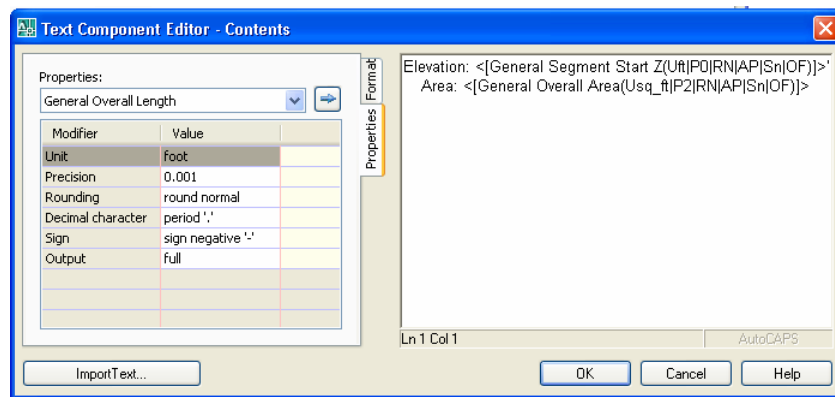 Text Component Editor - Contents
Properties:
General Overall Length
Modifier Value
Unit foot
Precision 0.001
Rounding round normal
Decimal character period '.'
Sign sign negative '-'
Output full
Format
Properties
Elevation: <[General Segment Start Z(Uft|P0|RN|AP|Sn|OF)]>'
Area: <[General Overall Area(Usq_ft|P2|RN|AP|Sn|OF)]>
Ln 1 Col 1
AutoCAPS
ImportText...
OK
Cancel
Help